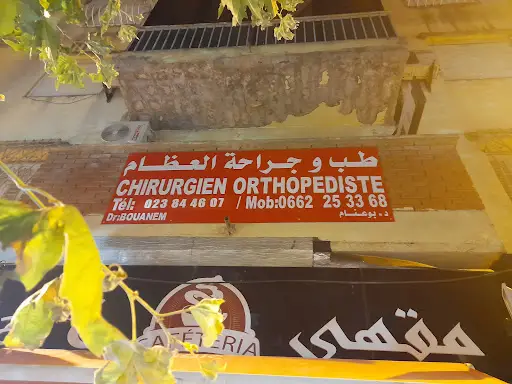 طب و جراحة العظام
CHIRURGIEN ORTHOPEDISTE
Tél: 023 84 46 07 / Mob:0662 25 33 68
Dr:BOUANEM د. بوعنام
CAFÉTERIA
مقهى